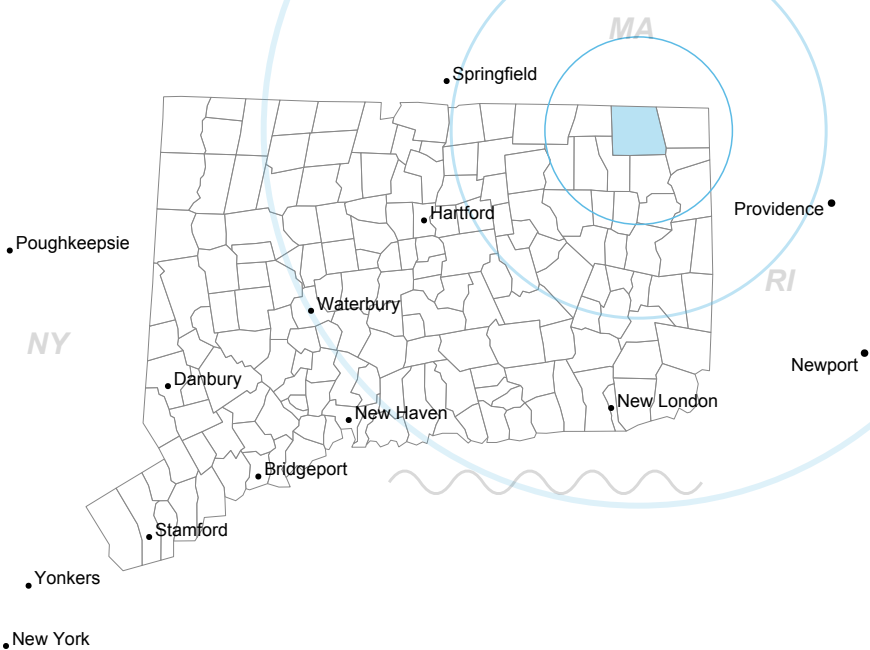 MA
Springfield
Providence
Hartford
Poughkeepsie
RI
Waterbury
NY
Newport
Danbury
New London
New Haven
Bridgeport
Stamford
Yonkers
New York